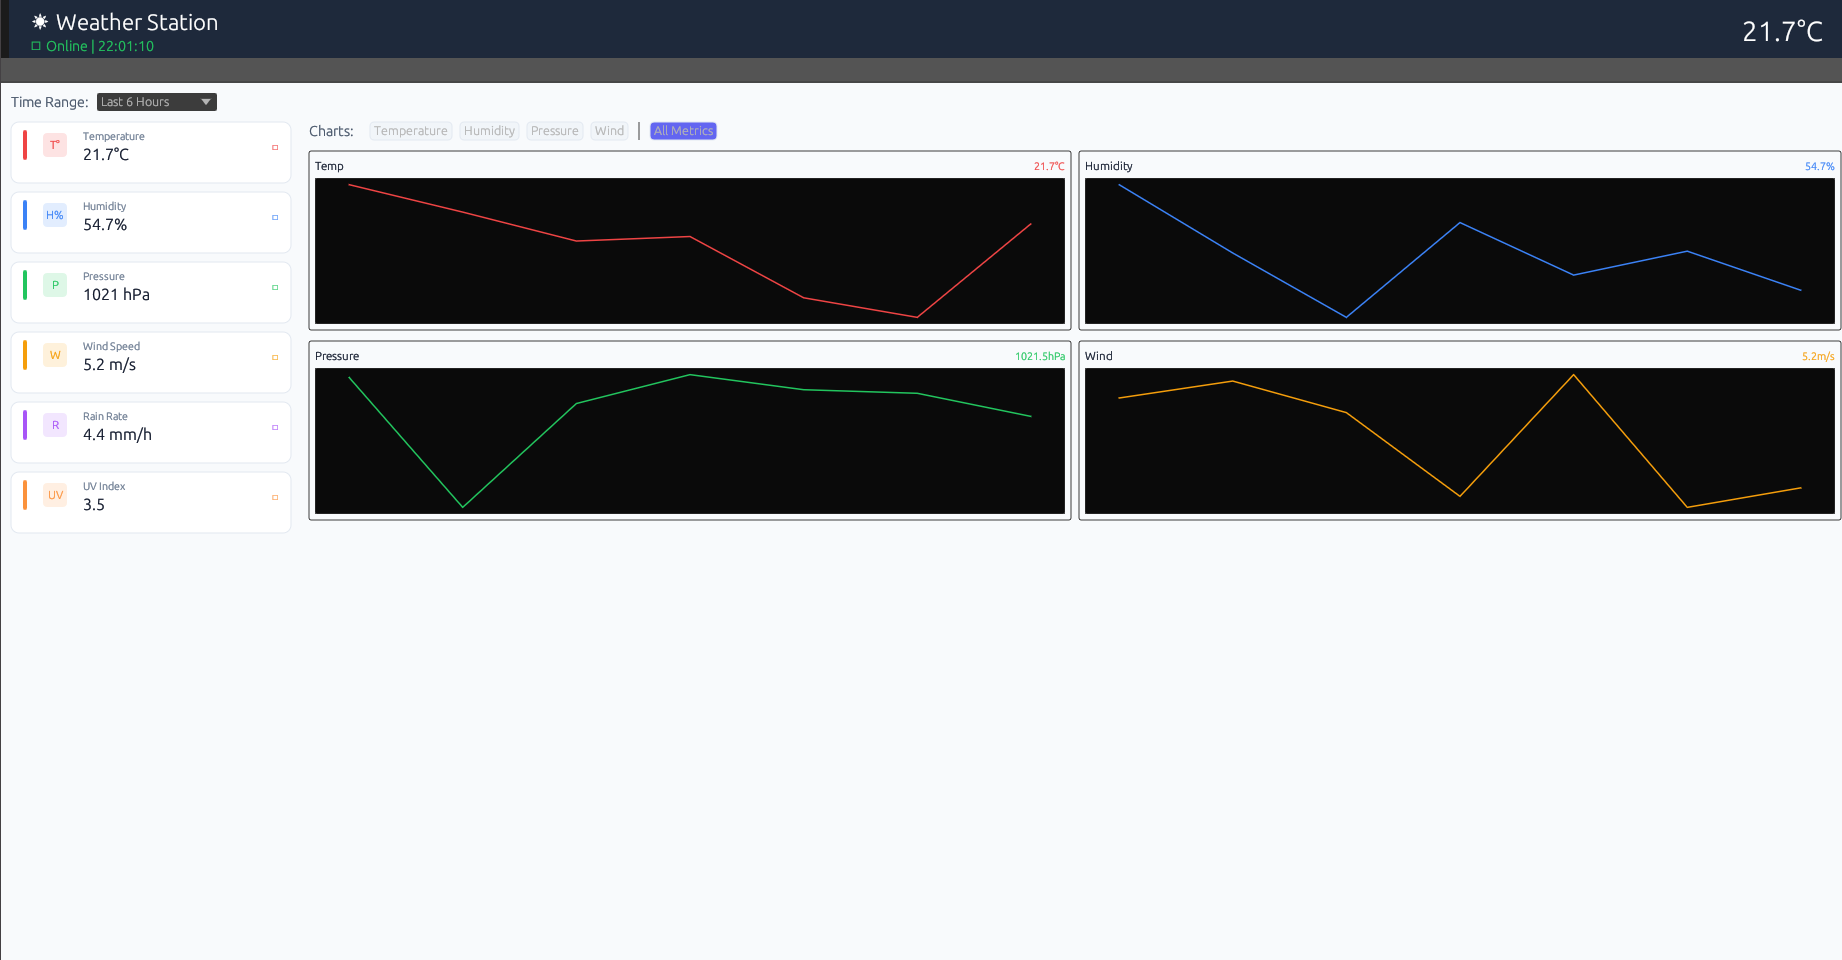 ☀ Weather Station
Online | 22:01:10
21.7°C
Time Range: Last 6 Hours
T°
Temperature
21.7°C
H%
Humidity
54.7%
P
Pressure
1021 hPa
W
Wind Speed
5.2 m/s
R
Rain Rate
4.4 mm/h
UV
UV Index
3.5
Charts: Temperature Humidity Pressure Wind | All Metrics
Temp 21.7°C
Humidity 54.7%
Pressure 1021.5hPa
Wind 5.2m/s